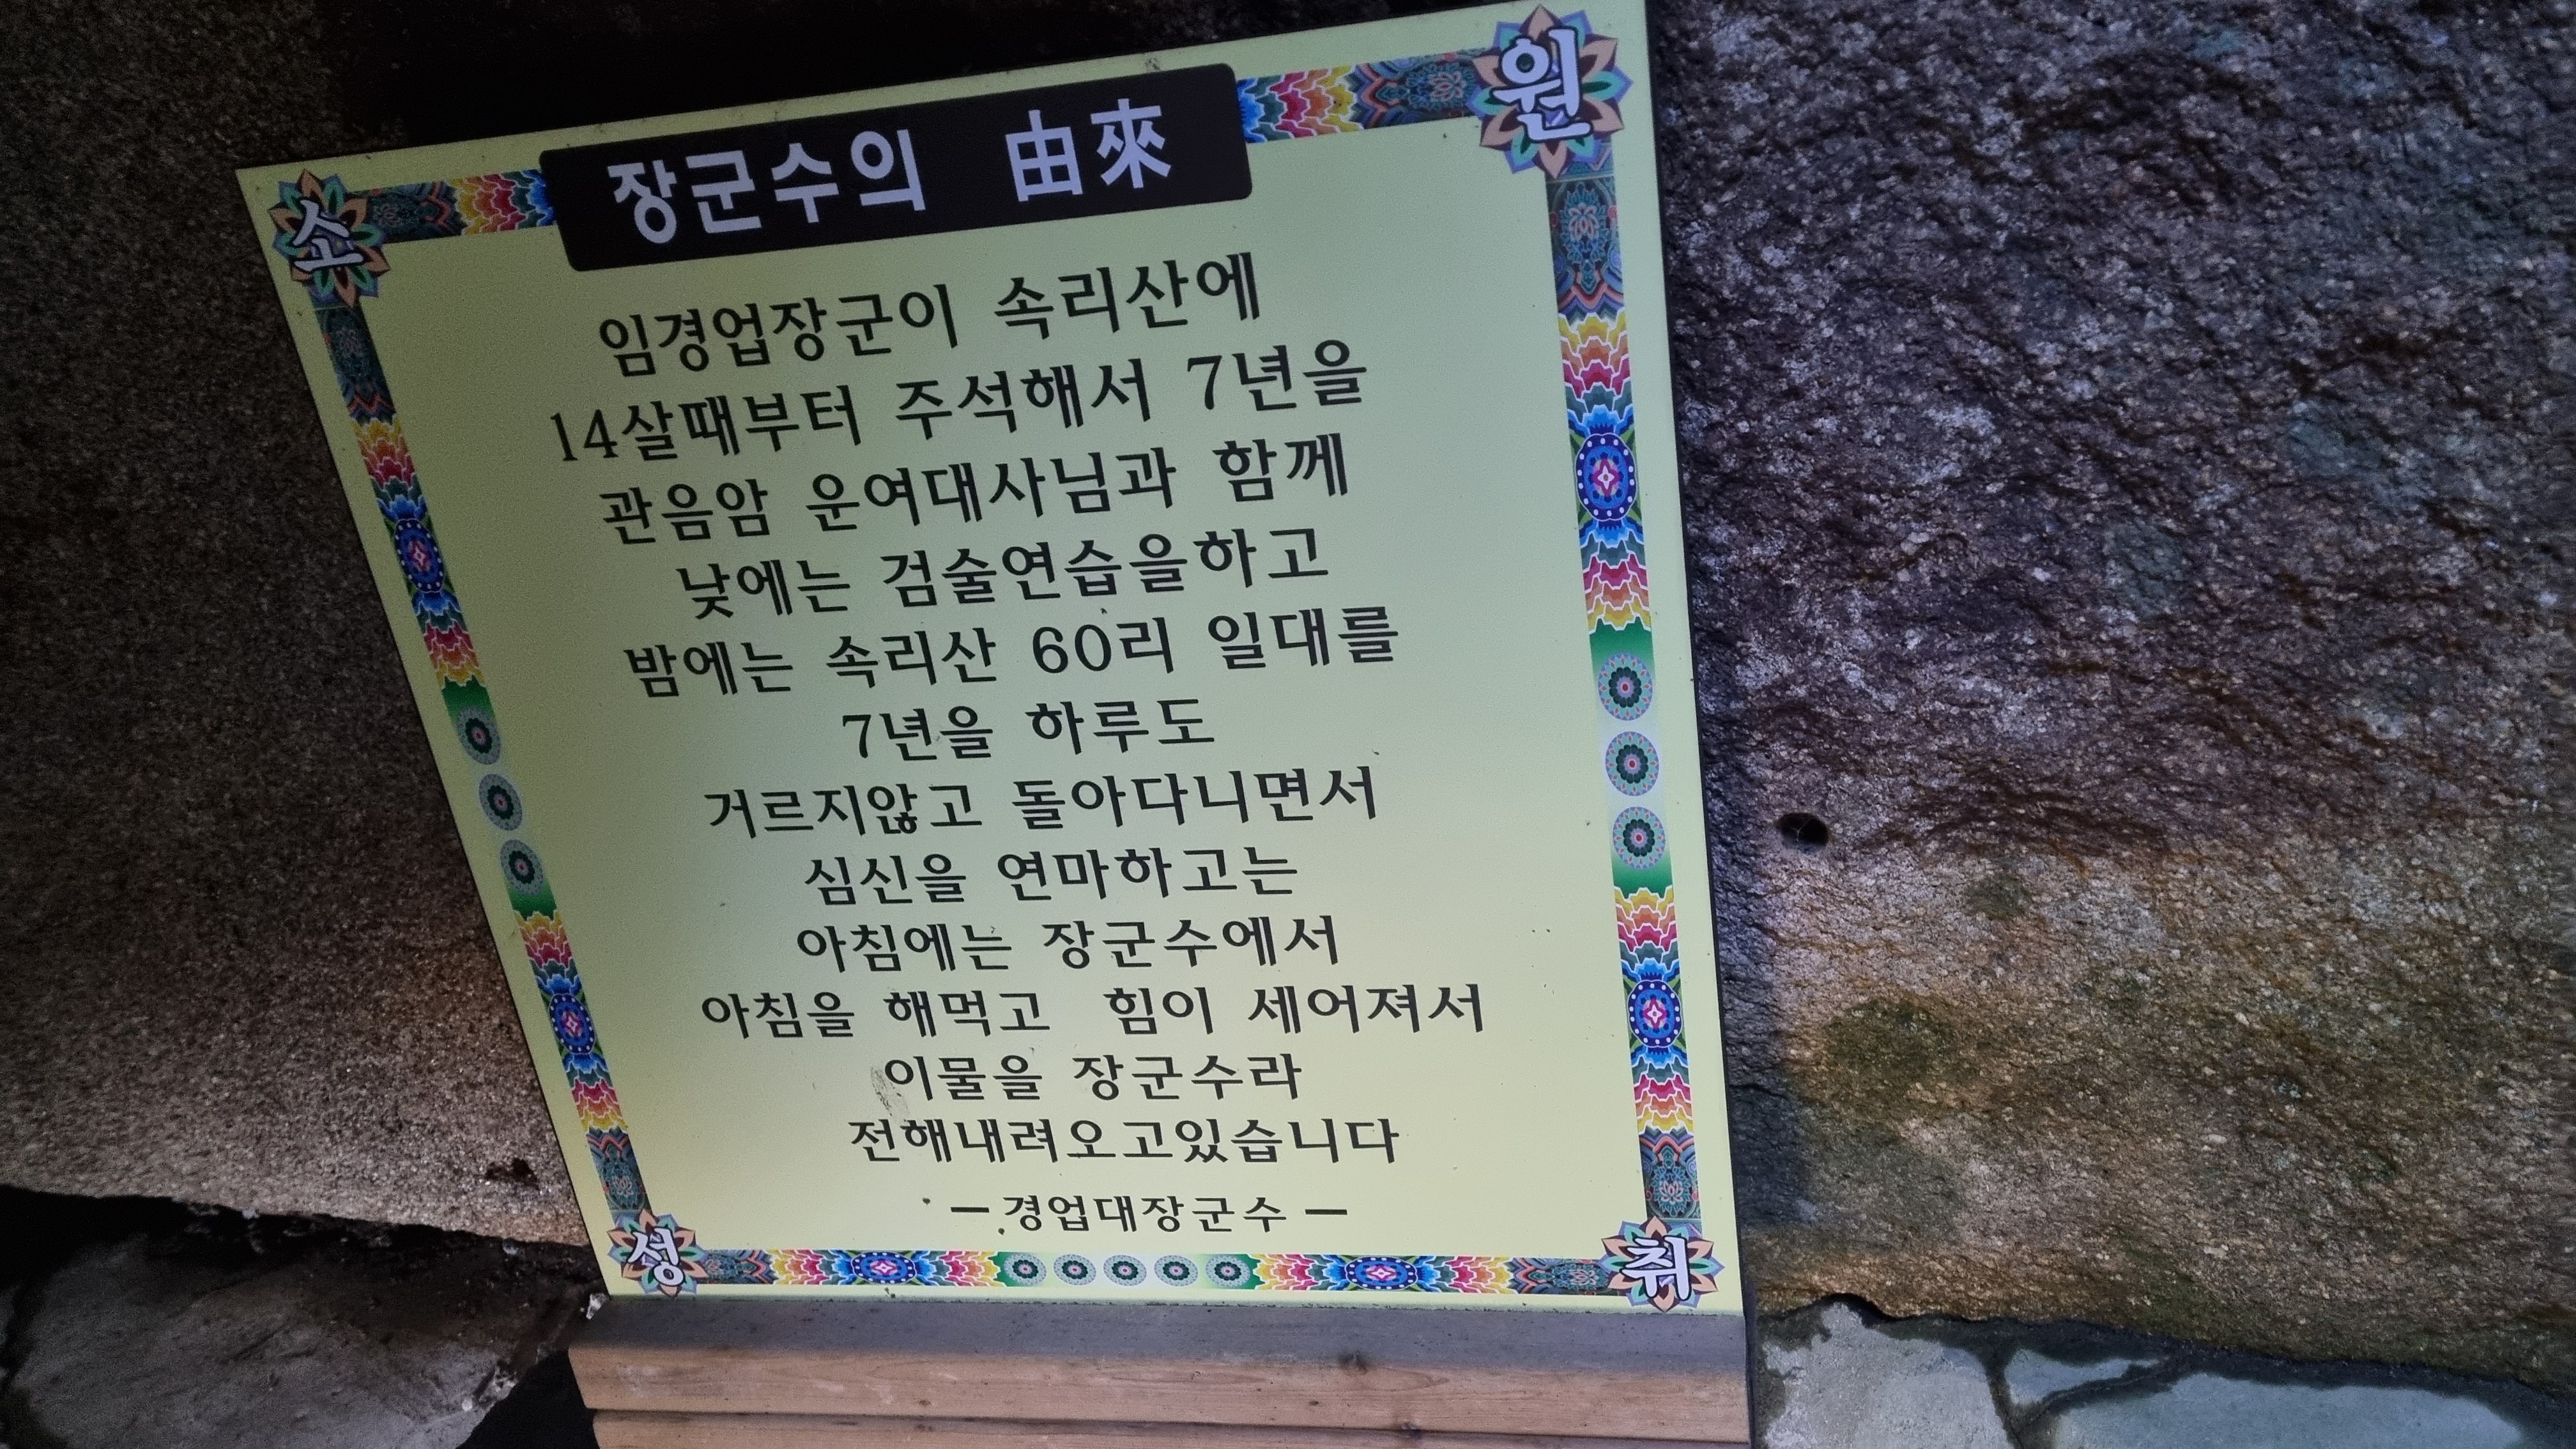 소 원
장군수의 由來
임경업장군이 속리산에
14살때부터 주석해서 7년을
관음암 운여대사님과 함께
낮에는 검술연습을하고
밤에는 속리산 60리 일대를
7년을 하루도
거르지않고 돌아다니면서
심신을 연마하고는
아침에는 장군수에서
아침을 해먹고 힘이 세어져서
이물을 장군수라
전해내려오고있습니다
- 경업대장군수 -
성 취